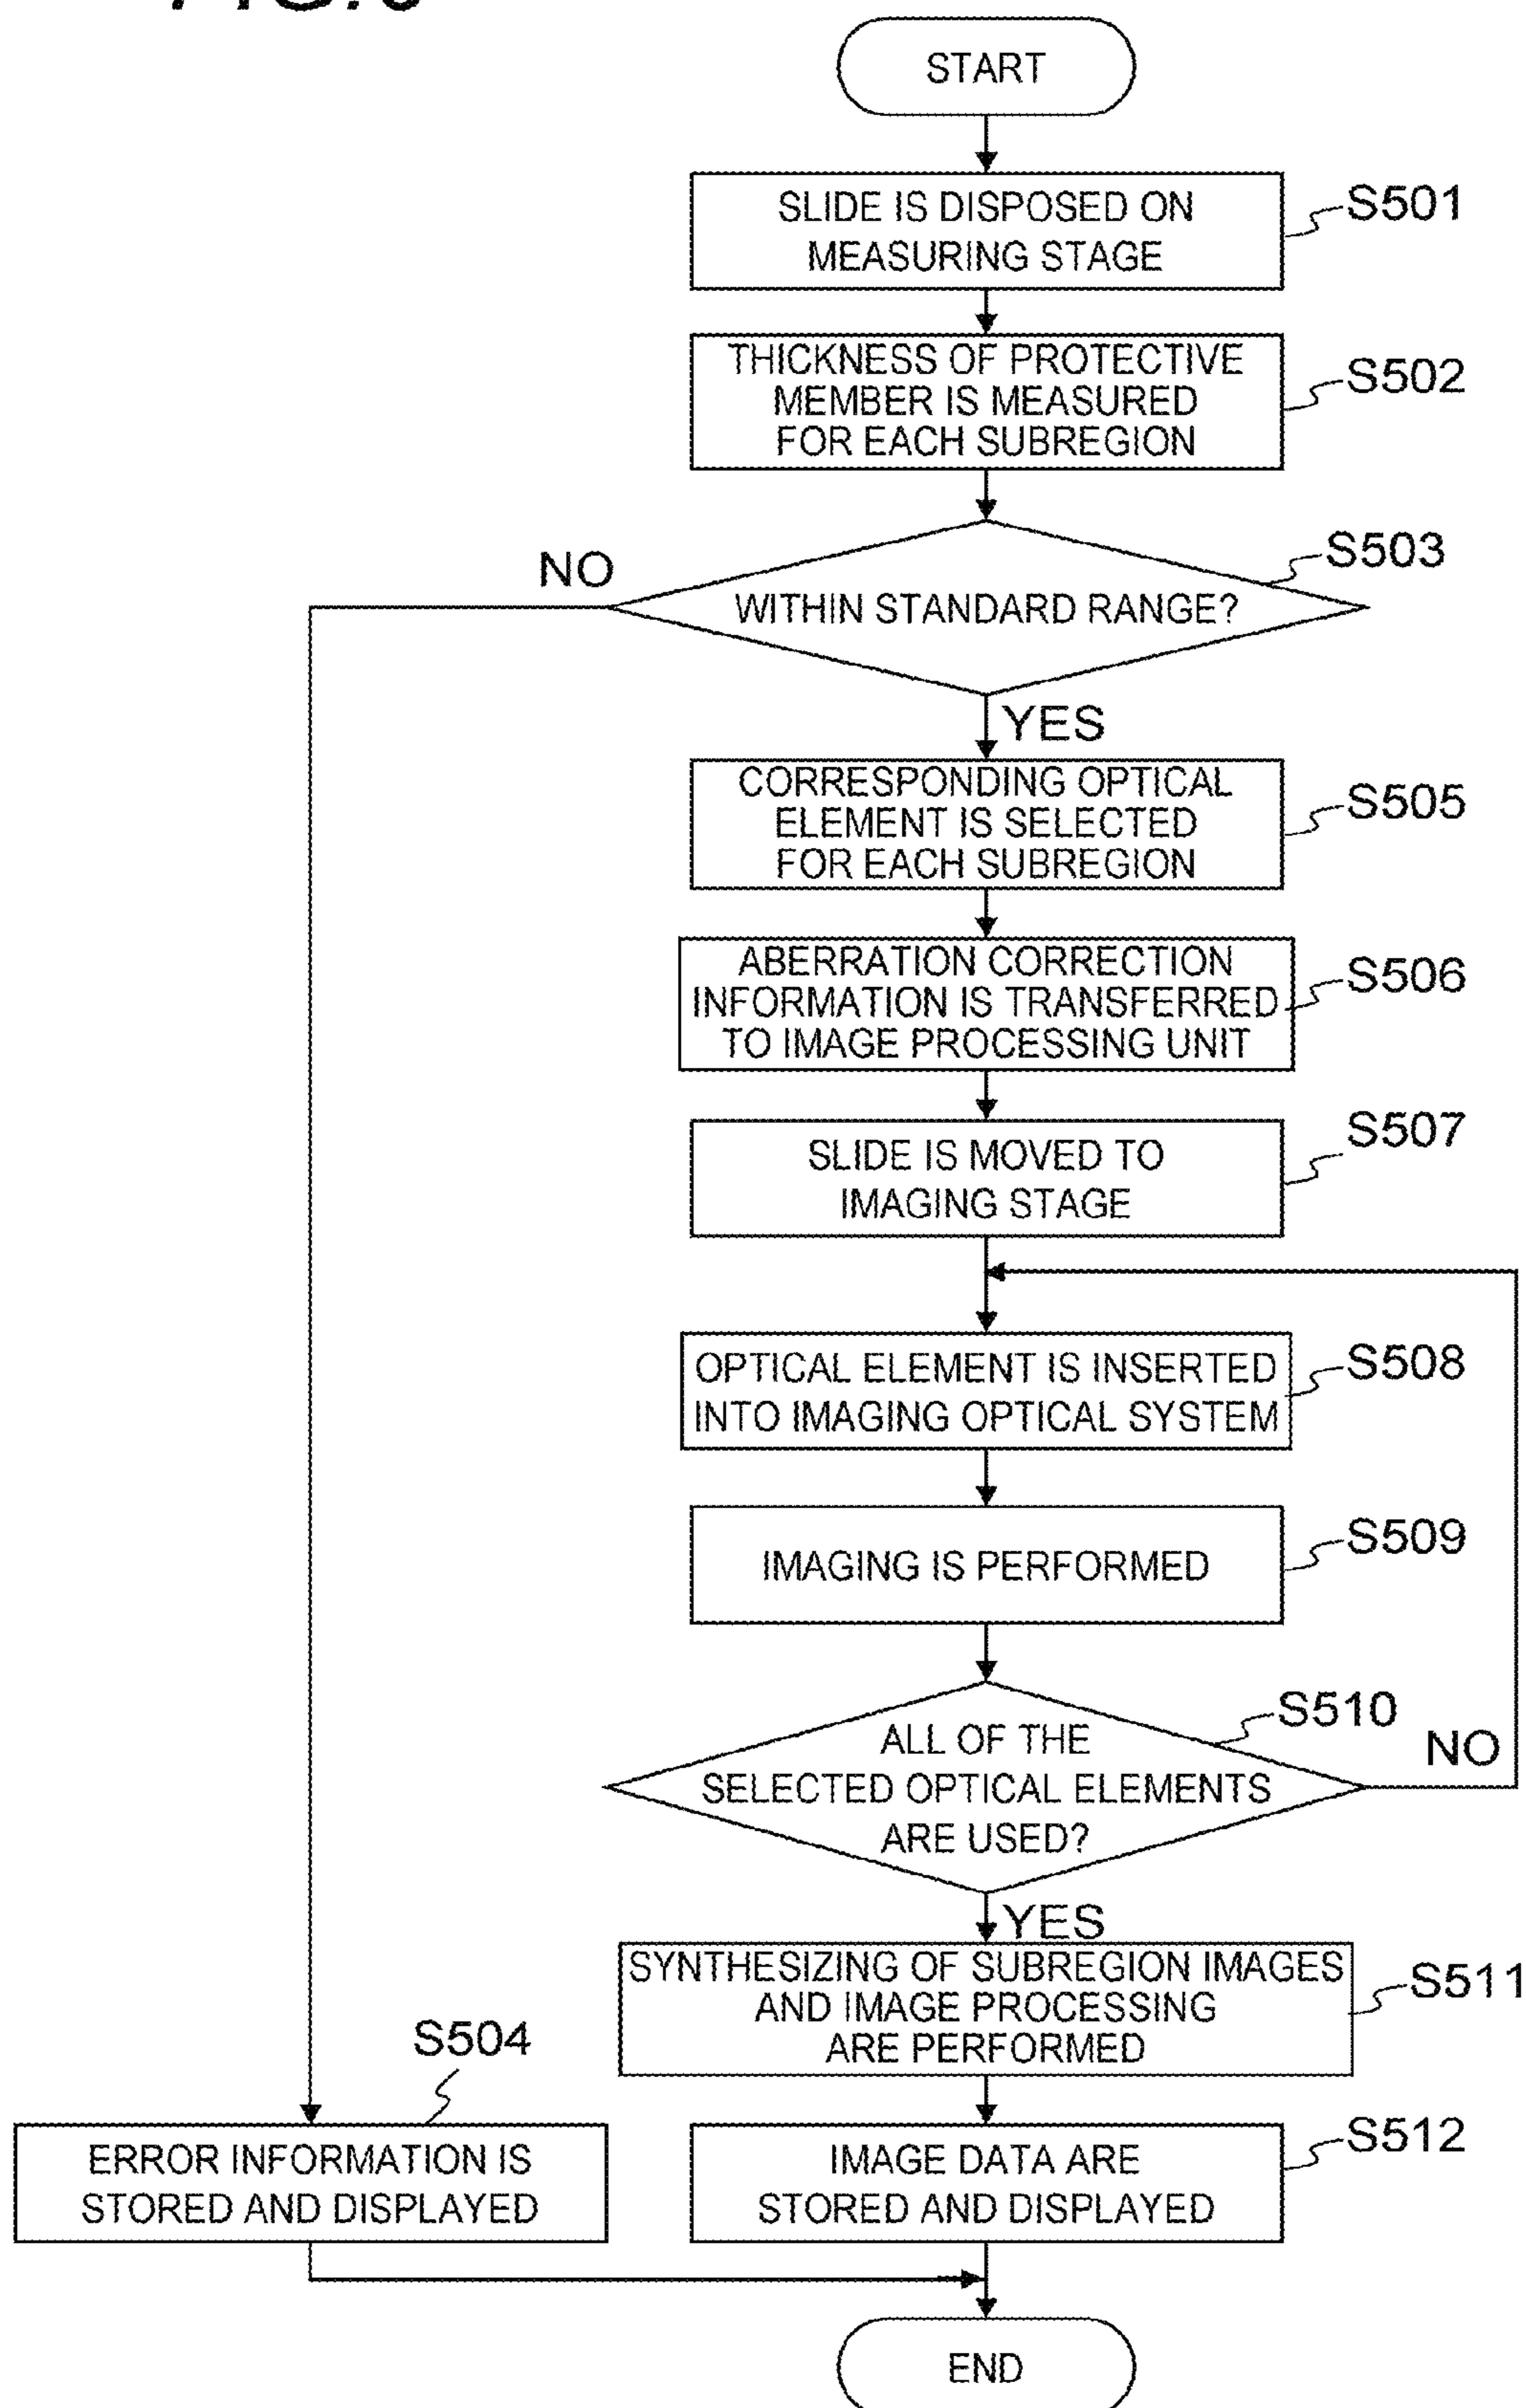 START
SLIDE IS DISPOSED ON
MEASURING STAGE
S501
THICKNESS OF PROTECTIVE
MEMBER IS MEASURED
FOR EACH SUBREGION
S502
NO
WITHIN STANDARD RANGE?
S503
YES
CORRESPONDING OPTICAL
ELEMENT IS SELECTED
FOR EACH SUBREGION
S505
ABERRATION CORRECTION
INFORMATION IS TRANSFERRED
TO IMAGE PROCESSING UNIT
S506
SLIDE IS MOVED TO
IMAGING STAGE
S507
OPTICAL ELEMENT IS INSERTED
INTO IMAGING OPTICAL SYSTEM
S508
IMAGING IS PERFORMED
S509
ALL OF THE
SELECTED OPTICAL ELEMENTS
ARE USED?
S510
NO
YES
SYNTHESIZING OF SUBREGION IMAGES
AND IMAGE PROCESSING
ARE PERFORMED
S511
S504
ERROR INFORMATION IS
STORED AND DISPLAYED
IMAGE DATA ARE
STORED AND DISPLAYED
S512
END